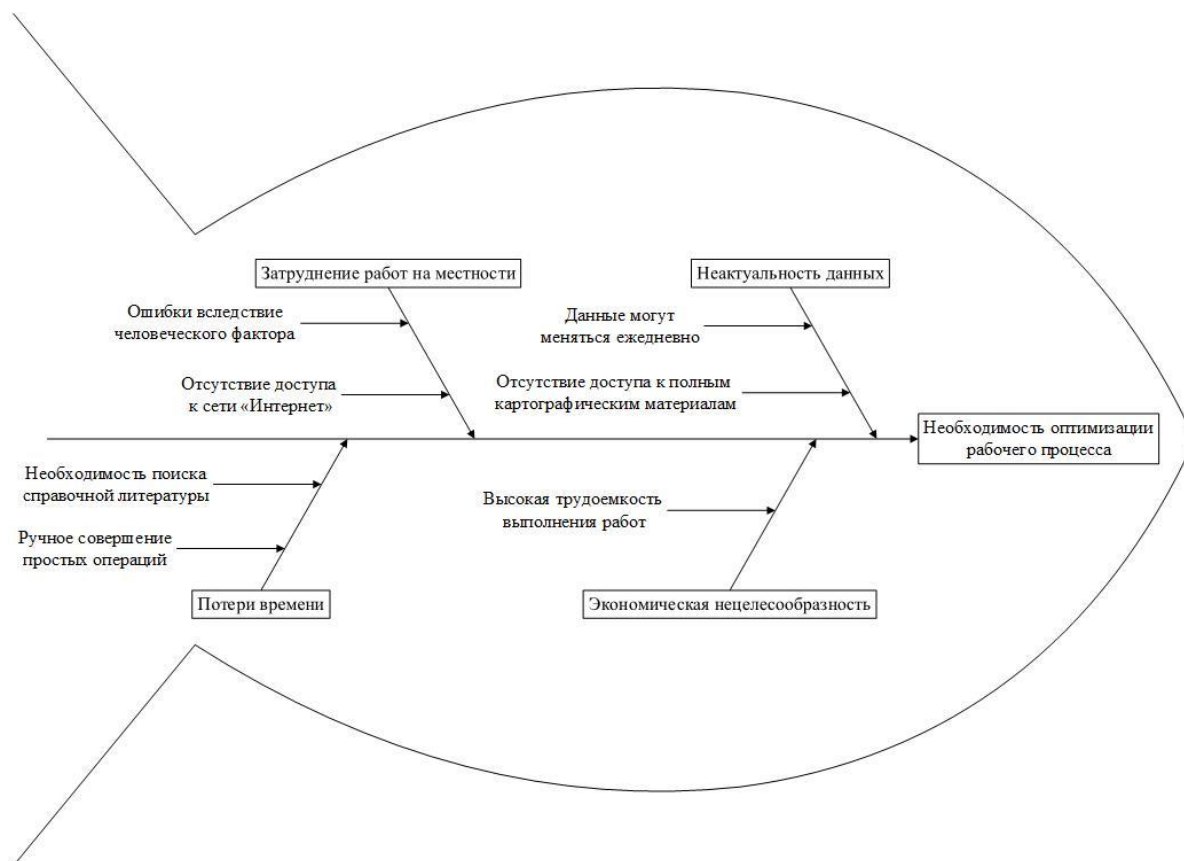 Затруднение работ на местности
Неактуальность данных
Ошибки вследствие
человеческого фактора
Данные могут
меняться ежедневно
Отсутствие доступа
к сети «Интернет»
Отсутствие доступа к полным
картографическим материалам
Необходимость оптимизации
рабочего процесса
Необходимость поиска
справочной литературы
Высокая трудоемкость
выполнения работ
Ручное совершение
простых операций
Потери времени
Экономическая нецелесообразность